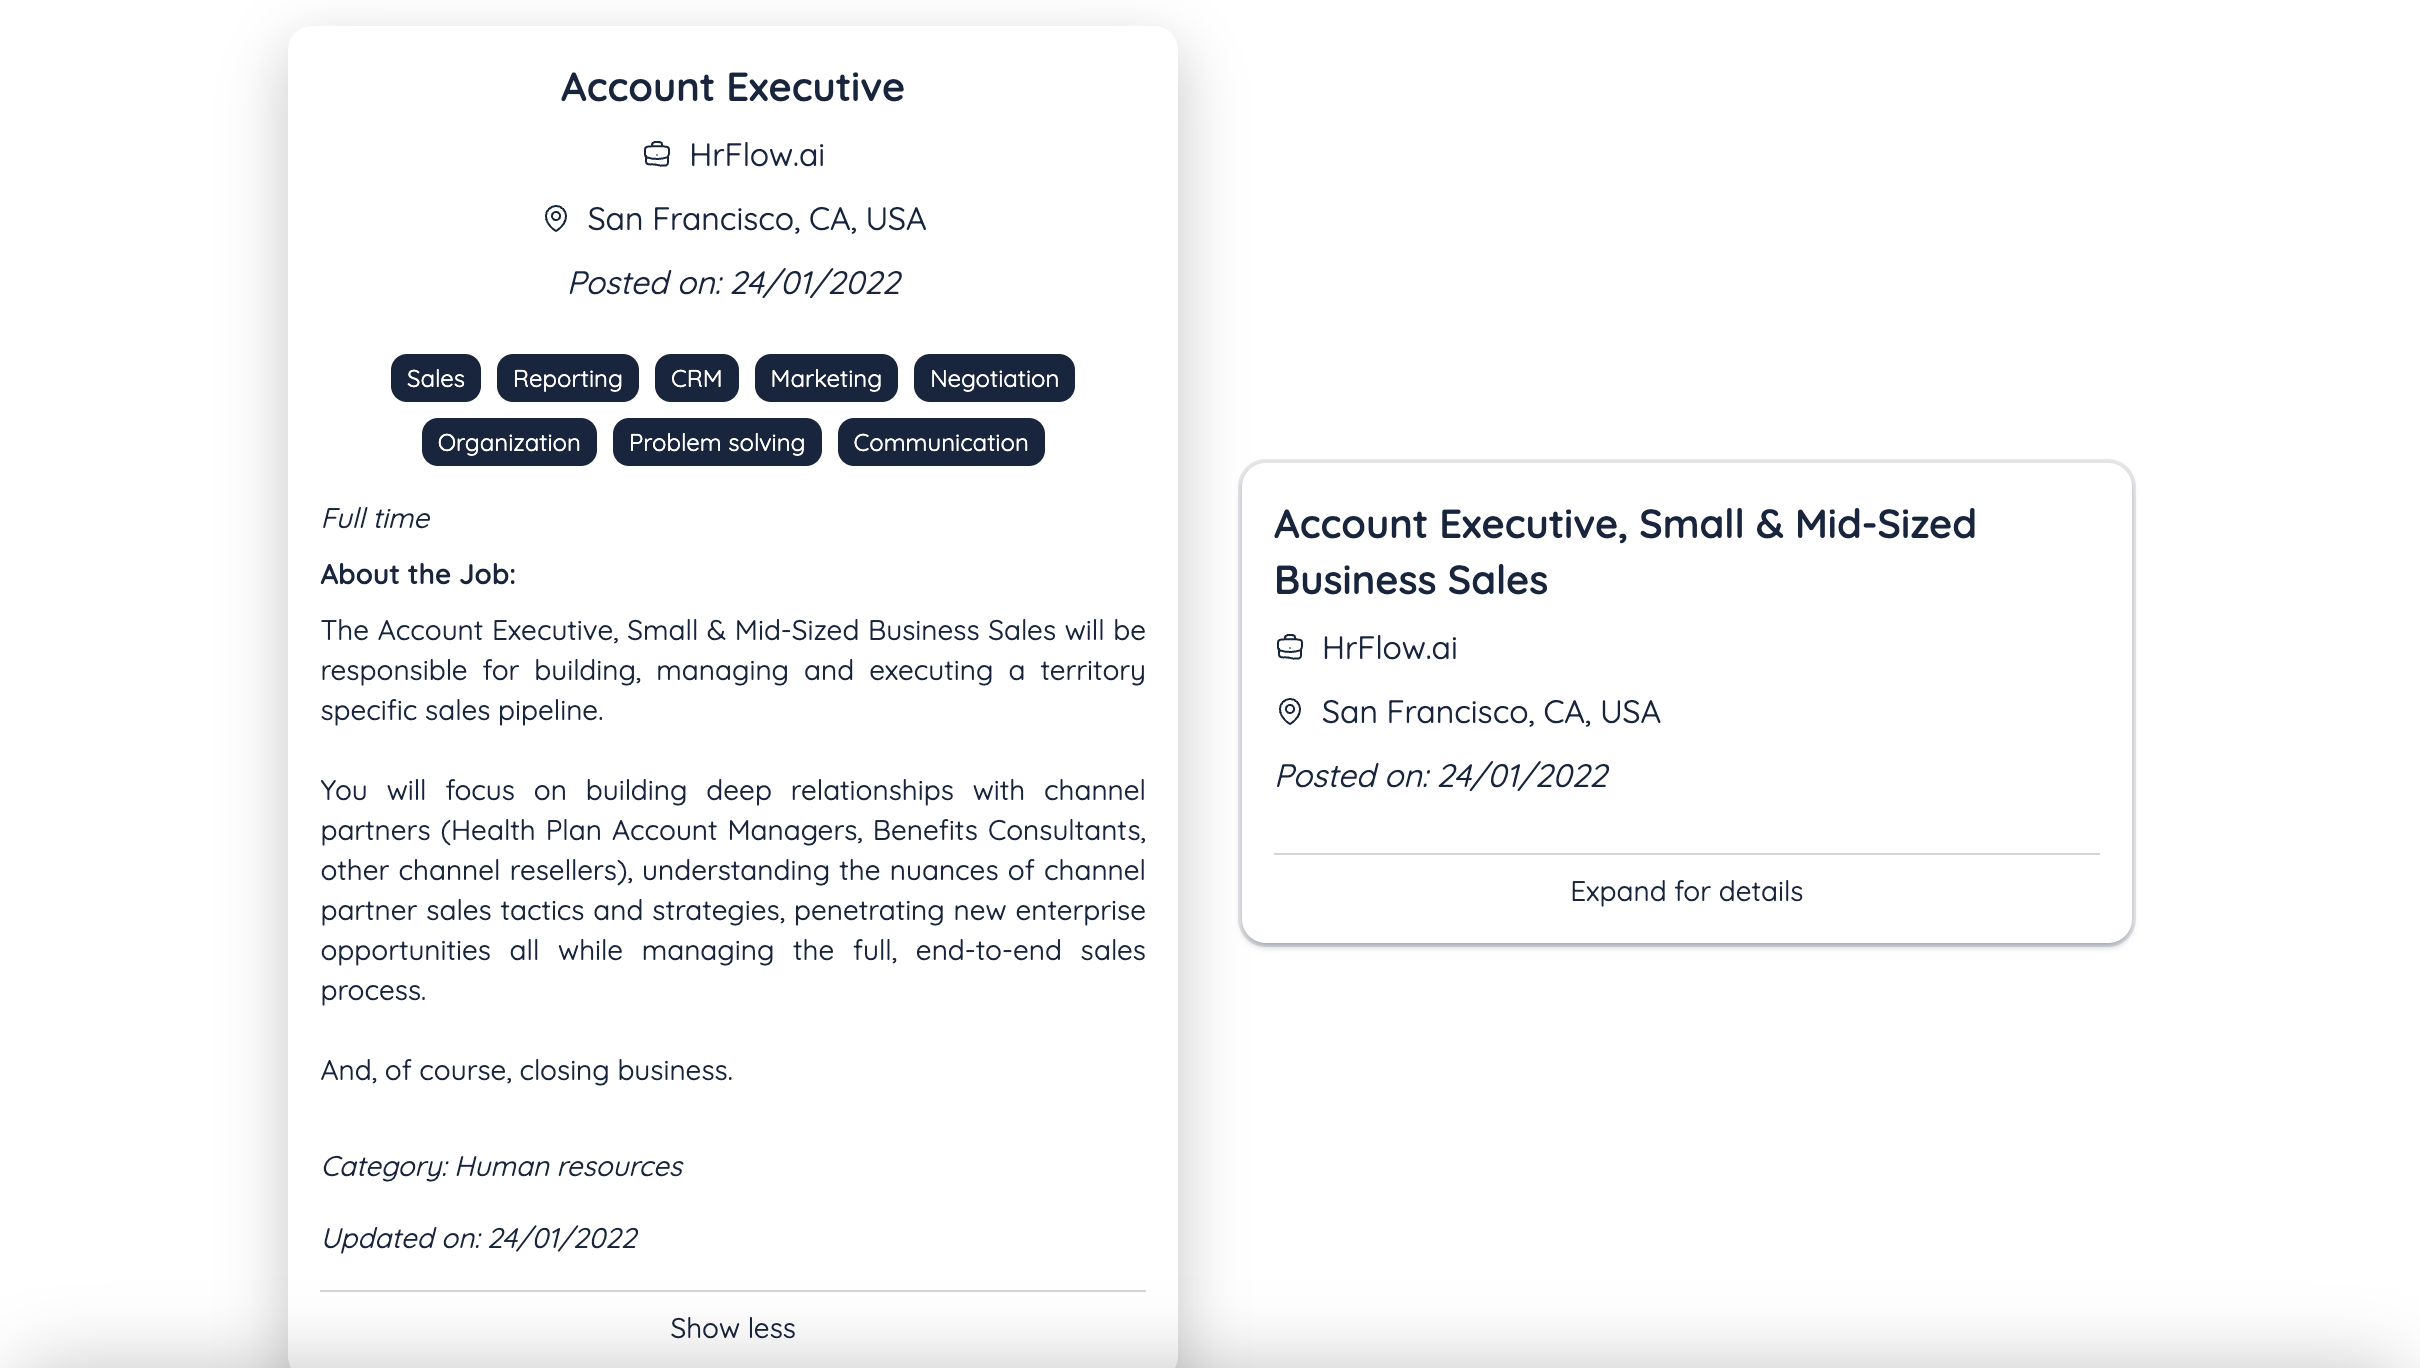 Account Executive
HrFlow.ai
San Francisco, CA, USA
Posted on: 24/01/2022
Sales Reporting CRM Marketing Negotiation
Organization Problem solving Communication
Full time
About the Job:
The Account Executive, Small & Mid-Sized Business Sales will be
responsible for building, managing and executing a territory
specific sales pipeline.
You will focus on building deep relationships with channel
partners (Health Plan Account Managers, Benefits Consultants,
other channel resellers), understanding the nuances of channel
partner sales tactics and strategies, penetrating new enterprise
opportunities all while managing the full, end-to-end sales
process.
And, of course, closing business.
Category: Human resources
Updated on: 24/01/2022
Show less
Account Executive, Small & Mid-Sized
Business Sales
HrFlow.ai
San Francisco, CA, USA
Posted on: 24/01/2022
Expand for details